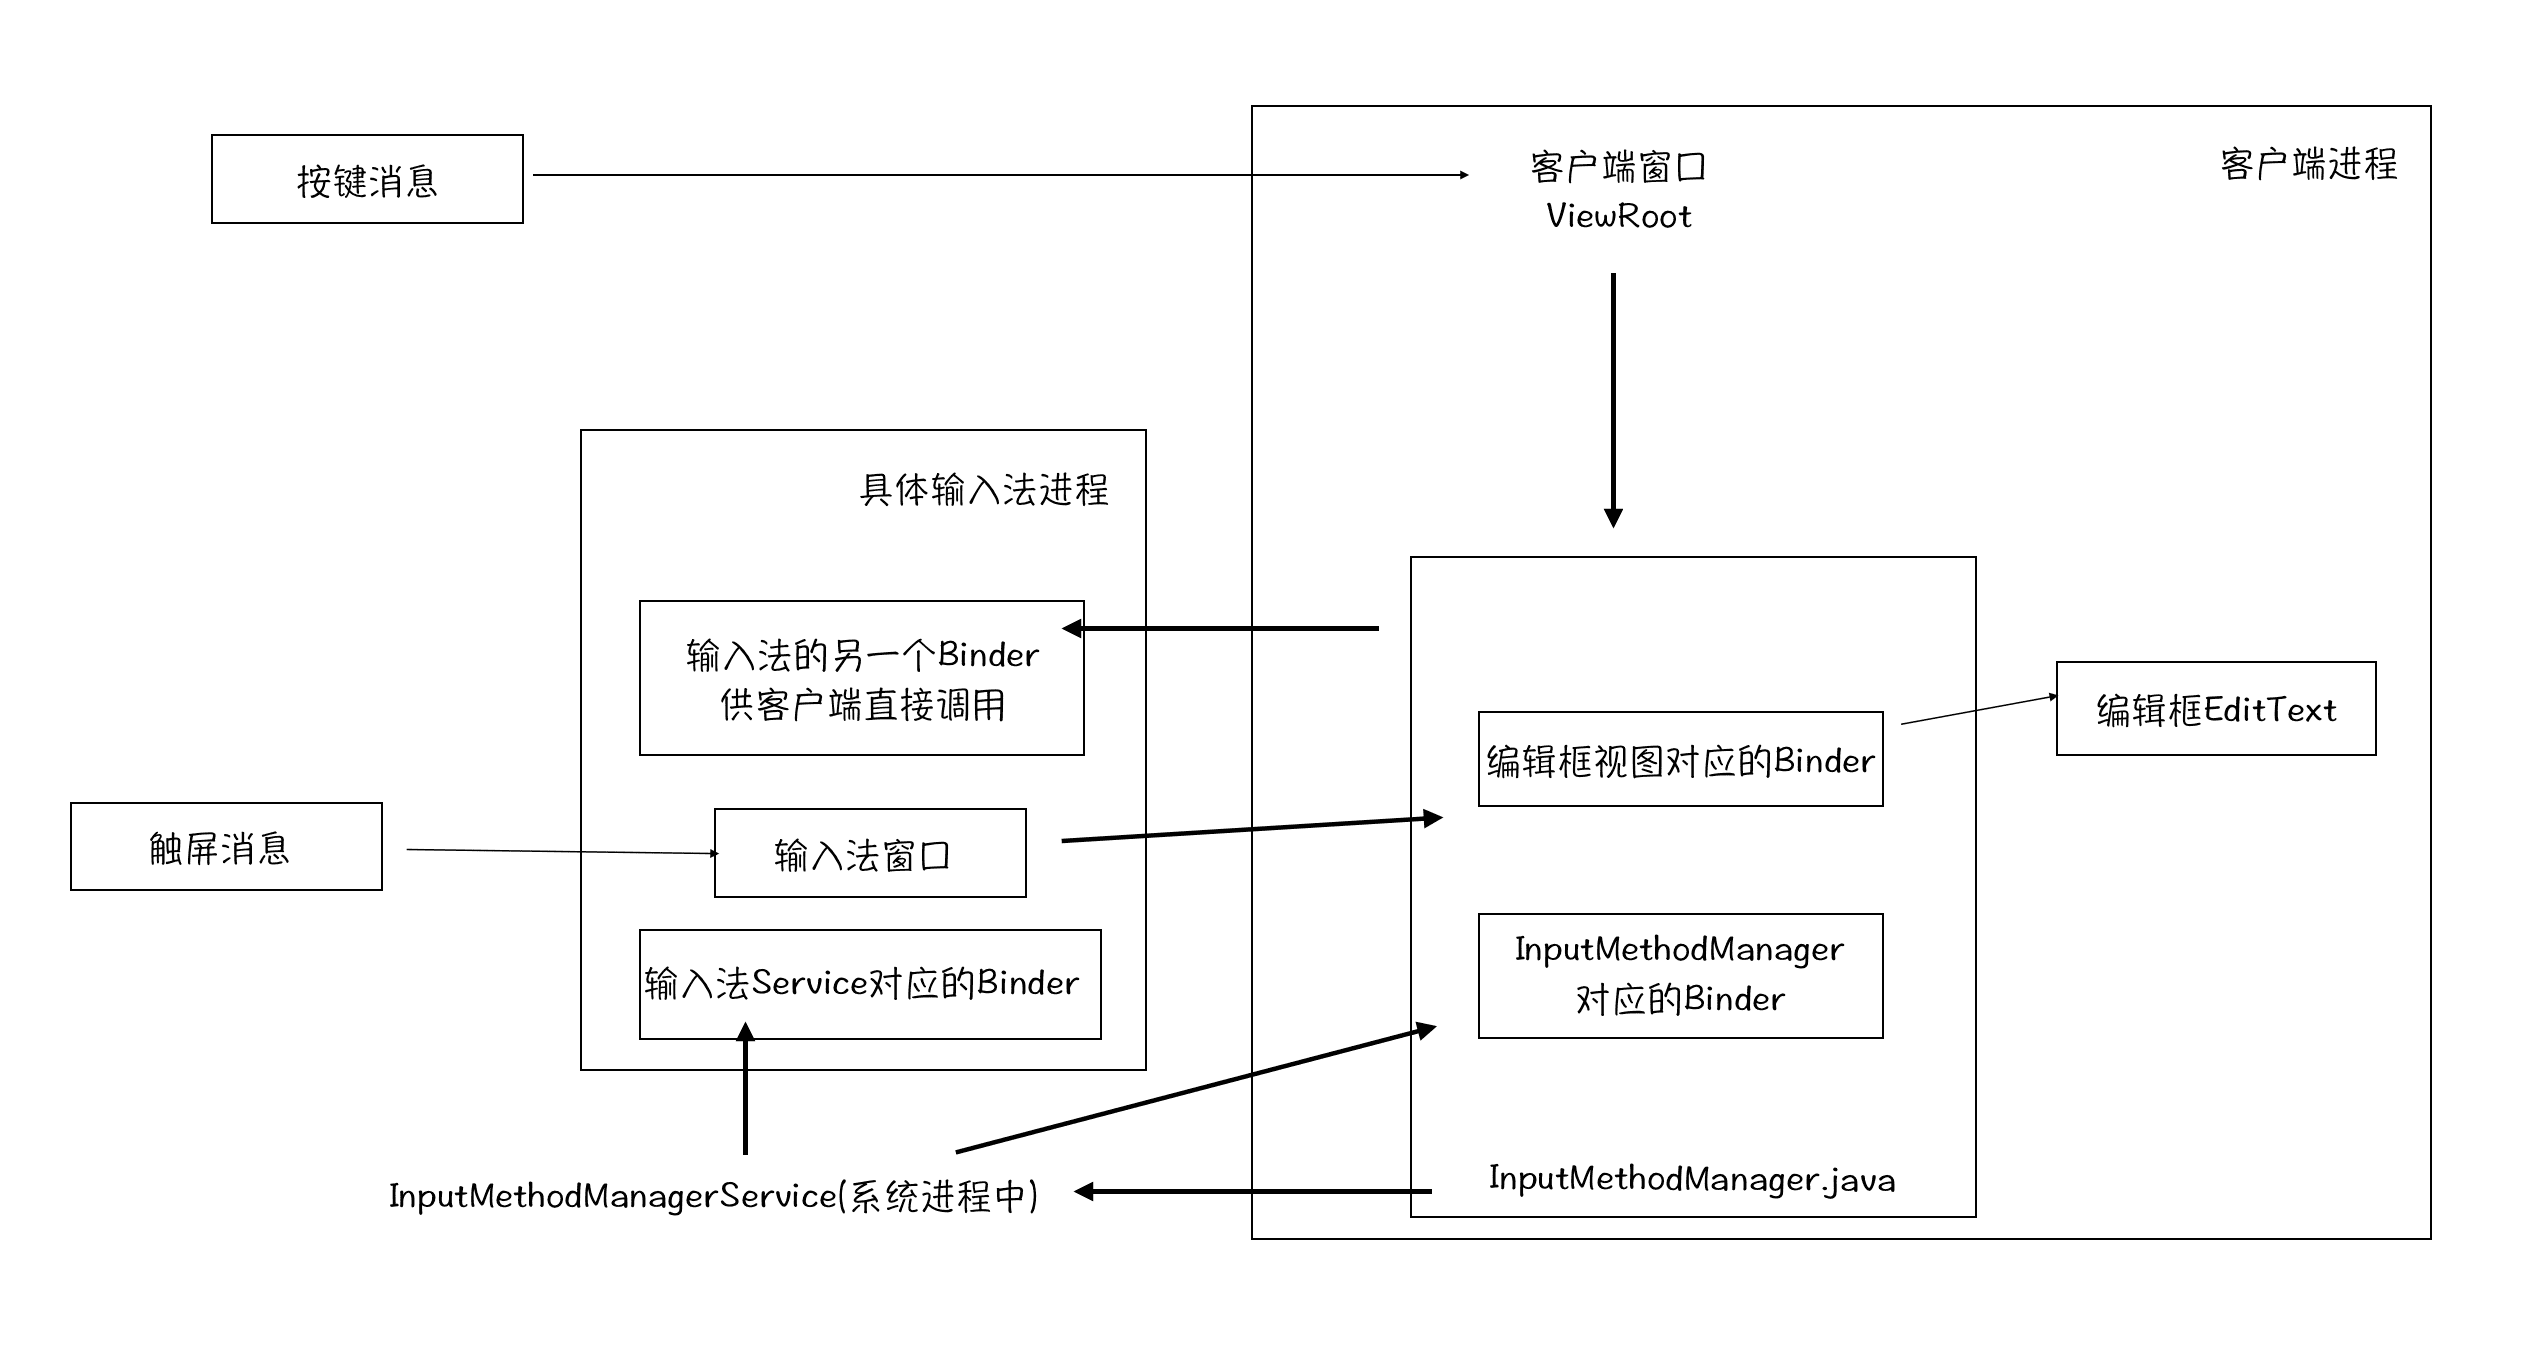 按键消息
客户端窗口
ViewRoot
客户端进程
具体输入法进程
输入法的另一个Binder
供客户端直接调用
编辑框EditText
编辑框视图对应的Binder
触屏消息
输入法窗口
InputMethodManager
对应的Binder
输入法Service对应的Binder
InputMethodManager.java
InputMethodManagerService(系统进程中)